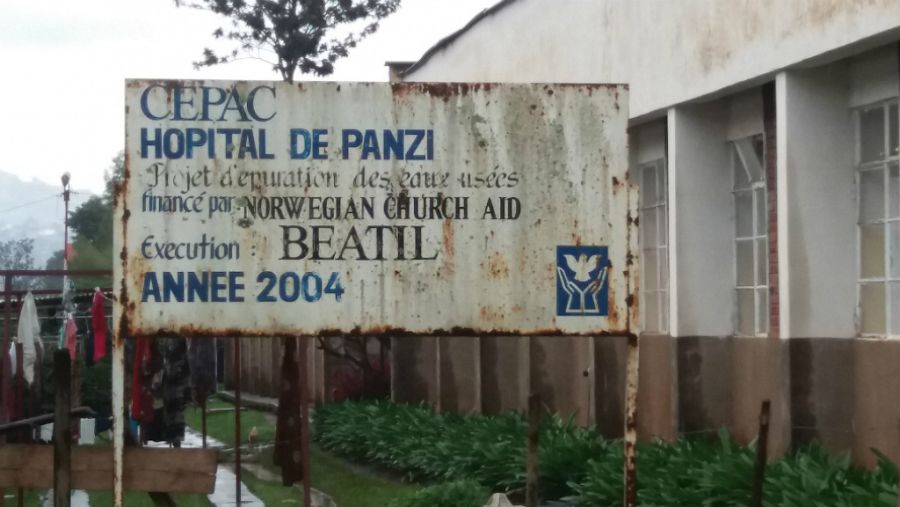 CEPAC
HOPITAL DE PANZI
Projet d'epuration des eaux usées
financé par NORWEGIAN CHURCH AID
Execution : BEATIL
ANNEE 2004